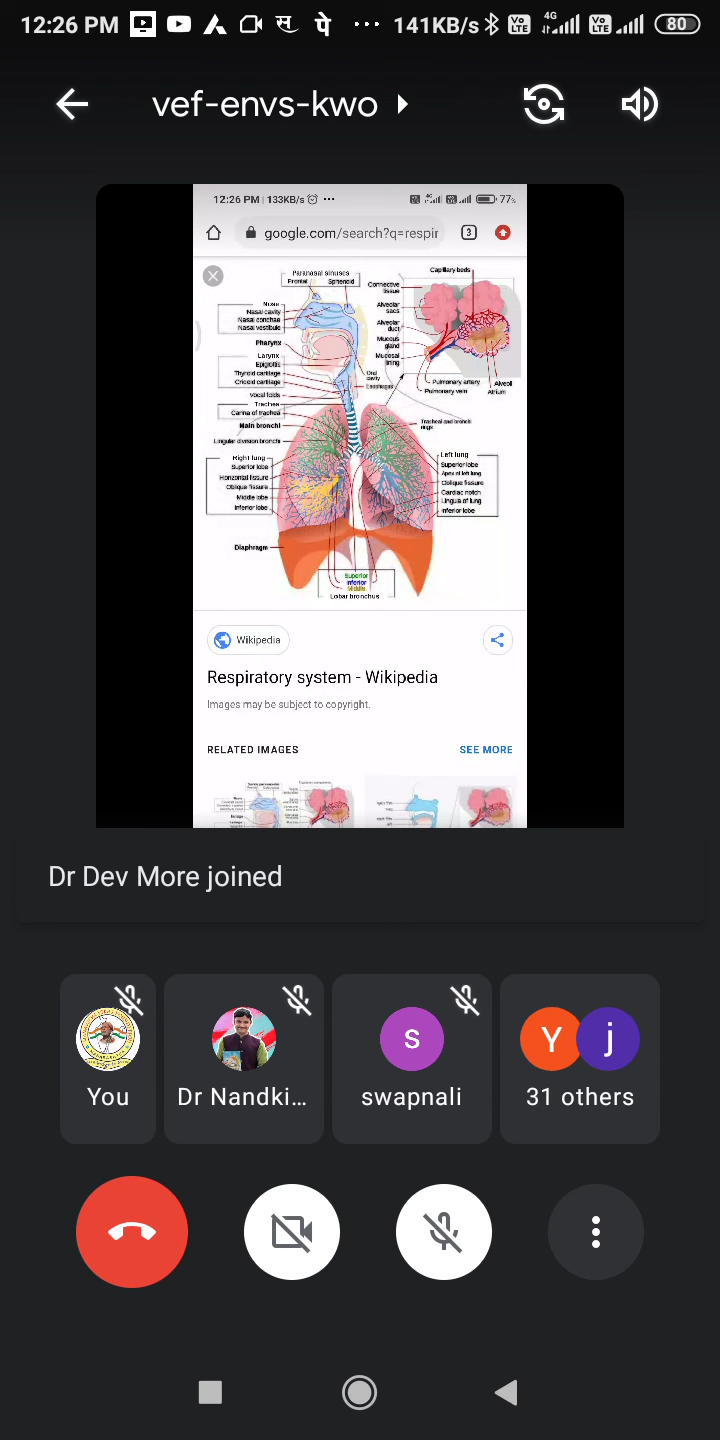 12:26 PM स पे ... 141KB/s Vo LTE 4G Vo LTE 80
vef-envs-kwo
12:26 PM | 133KB/s ... 77%
google.com/search?q=respir 3
Paranasal sinuses
Frontal Sphenoid
Nose
Nasal cavity
Nasal conchae
Nasal vestibule
Pharynx
Larynx
Epiglottis
Thyroid cartilage
Cricoid cartilage
Vocal folds
Trachea
Carina of trachea
Main bronchi
Lingular division bronchi
Right lung
Superior lobe
Horizontal fissure
Oblique fissure
Middle lobe
Inferior lobe
Diaphragm
Oral cavity
Esophagus
Capillary beds
Connective tissue
Alveolar sacs
Alveolar duct
Mucous gland
Mucosal lining
Pulmonary artery
Pulmonary vein
Alveoli
Atrium
Tracheal and bronchi rings
Left lung
Superior lobe
Apex of left lung
Oblique fissure
Cardiac notch
Lingula of lung
Inferior lobe
Superior
Inferior
Middle
Lobar bronchus
Wikipedia
Respiratory system - Wikipedia
Images may be subject to copyright.
RELATED IMAGES SEE MORE
Dr Dev More joined
s Y j
You Dr Nandki... swapnali 31 others